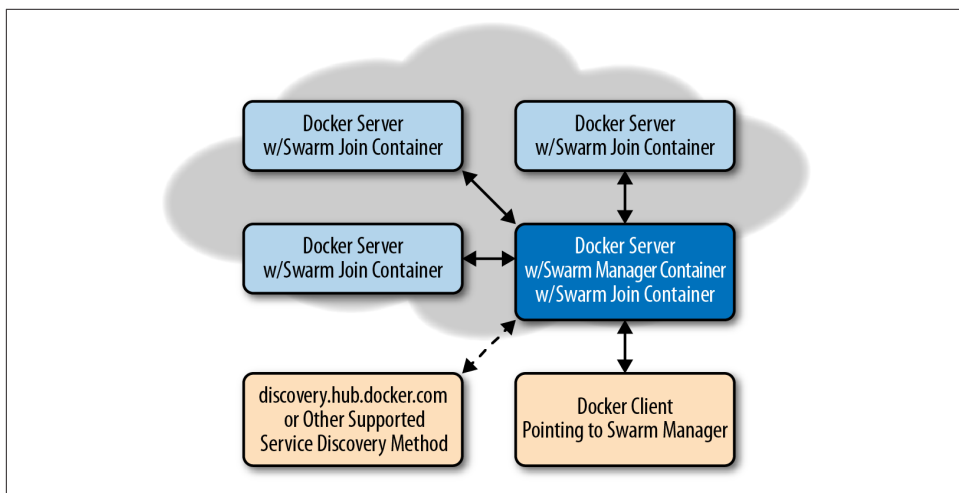 Docker Server
w/Swarm Join Container
Docker Server
w/Swarm Join Container
Docker Server
w/Swarm Join Container
Docker Server
w/Swarm Manager Container
w/Swarm Join Container
discovery.hub.docker.com
or Other Supported
Service Discovery Method
Docker Client
Pointing to Swarm Manager